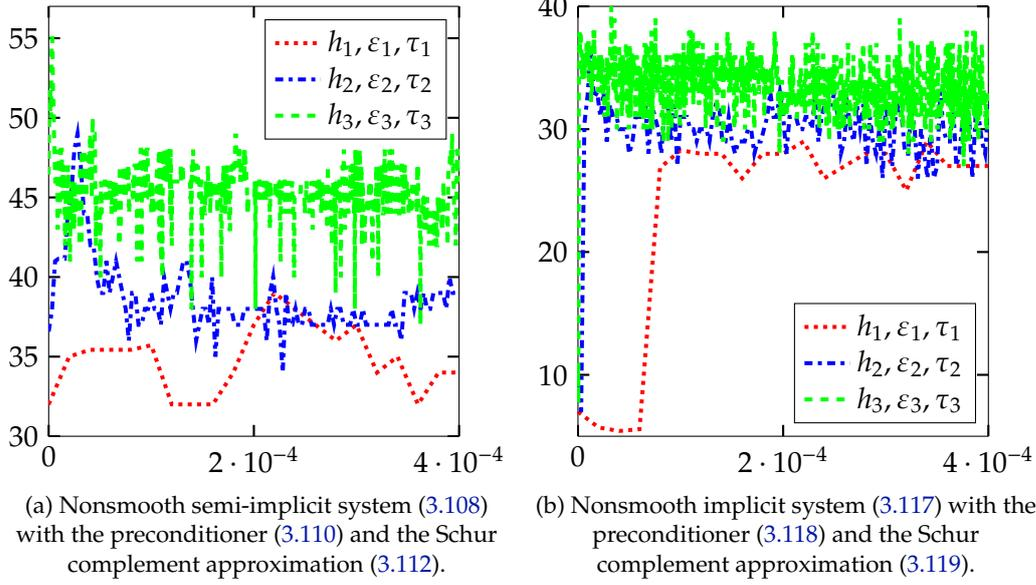 55
50
45
40
35
30
0
2 · 10⁻⁴
4 · 10⁻⁴
h₁, ε₁, τ₁
h₂, ε₂, τ₂
h₃, ε₃, τ₃
(a) Nonsmooth semi-implicit system (3.108)
with the preconditioner (3.110) and the Schur
complement approximation (3.112).
40
30
20
10
0
2 · 10⁻⁴
4 · 10⁻⁴
h₁, ε₁, τ₁
h₂, ε₂, τ₂
h₃, ε₃, τ₃
(b) Nonsmooth implicit system (3.117) with the
preconditioner (3.118) and the Schur
complement approximation (3.119).